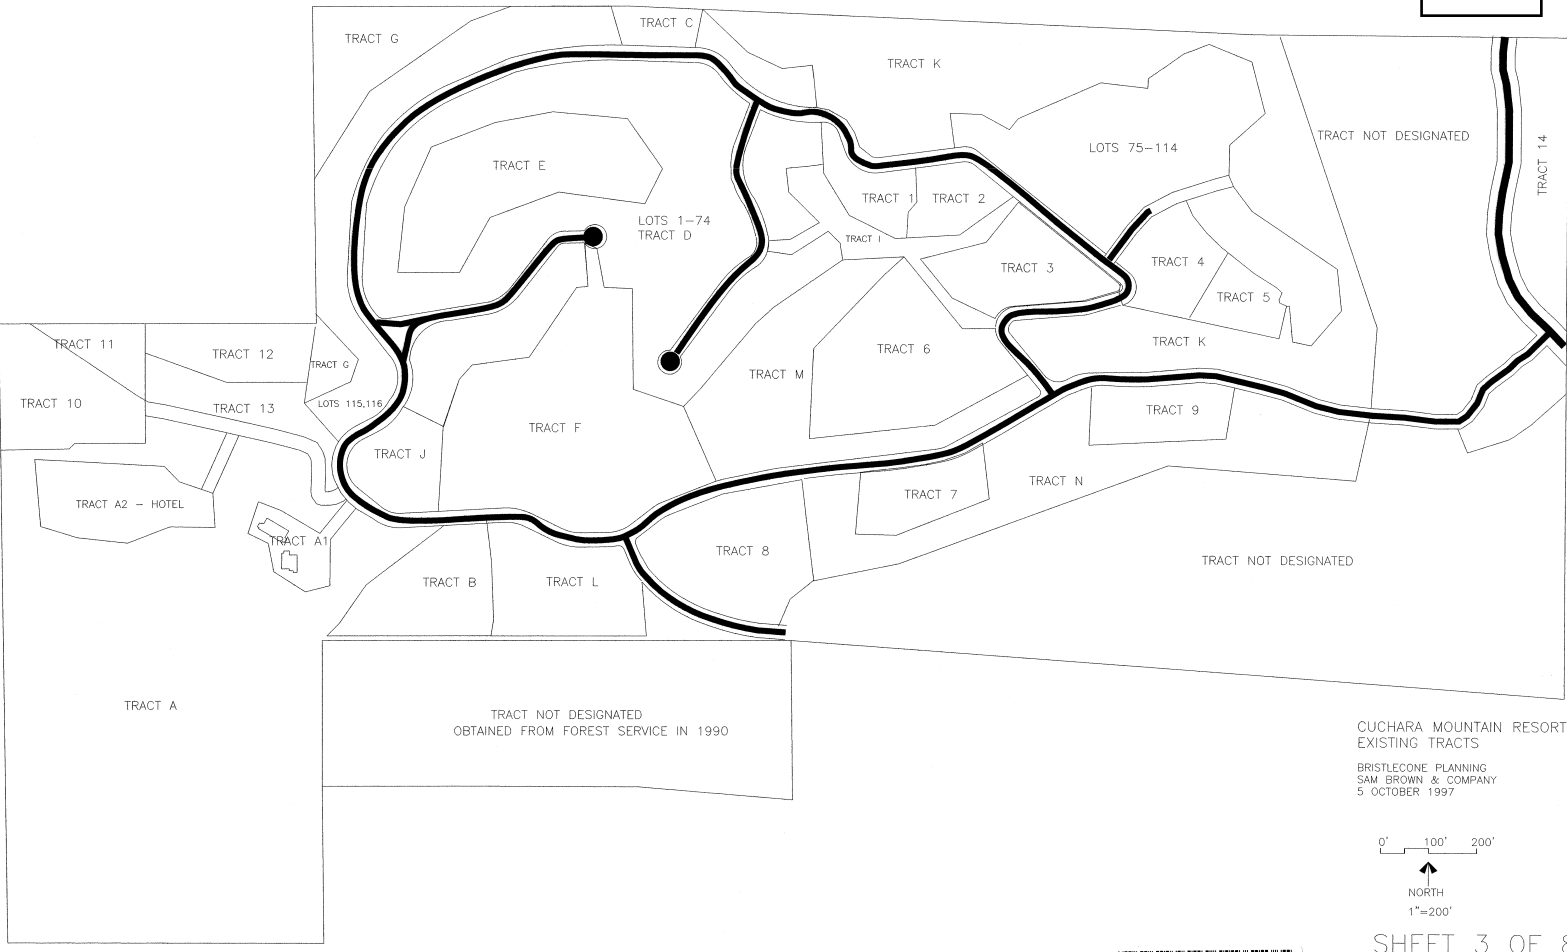 TRACT C
TRACT G
TRACT K
TRACT NOT DESIGNATED
TRACT 14
LOTS 75-114
TRACT E
TRACT 1
TRACT 2
LOTS 1-74
TRACT D
TRACT I
TRACT 3
TRACT 4
TRACT 5
TRACT 11
TRACT 12
TRACT G
TRACT 6
TRACT K
TRACT M
TRACT 10
TRACT 13
LOTS 115,116
TRACT 9
TRACT F
TRACT J
TRACT N
TRACT 7
TRACT A2 - HOTEL
TRACT A1
TRACT 8
TRACT NOT DESIGNATED
TRACT B
TRACT L
TRACT A
TRACT NOT DESIGNATED
OBTAINED FROM FOREST SERVICE IN 1990
CUCHARA MOUNTAIN RESORT
EXISTING TRACTS
BRISTLECONE PLANNING
SAM BROWN & COMPANY
5 OCTOBER 1997
0' 100' 200'
NORTH
1"=200'
SHEET 3 OF 8